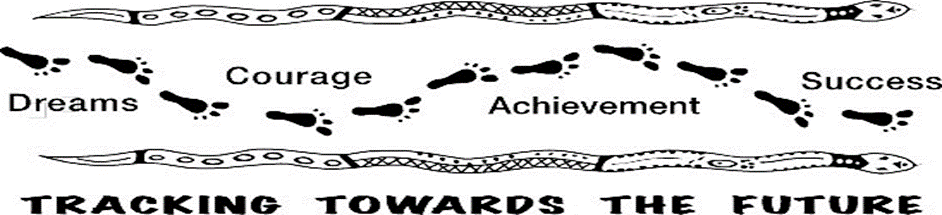 Courage
Success
Dreams
Achievement
TRACKING TOWARDS THE FUTURE